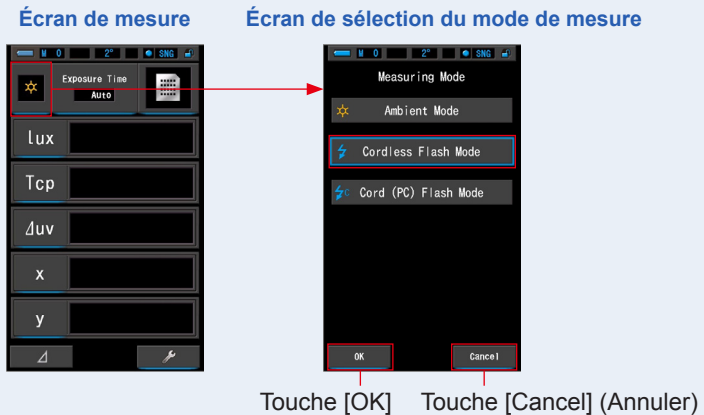 Écran de mesure
Écran de sélection du mode de mesure
M 0 2° SNG
Exposure Time
Auto
lux
Tcp
⊿uv
x
y
⊿
M 0 2° SNG
Measuring Mode
Ambient Mode
Cordless Flash Mode
C Cord (PC) Flash Mode
OK Cancel
Touche [OK] Touche [Cancel] (Annuler)